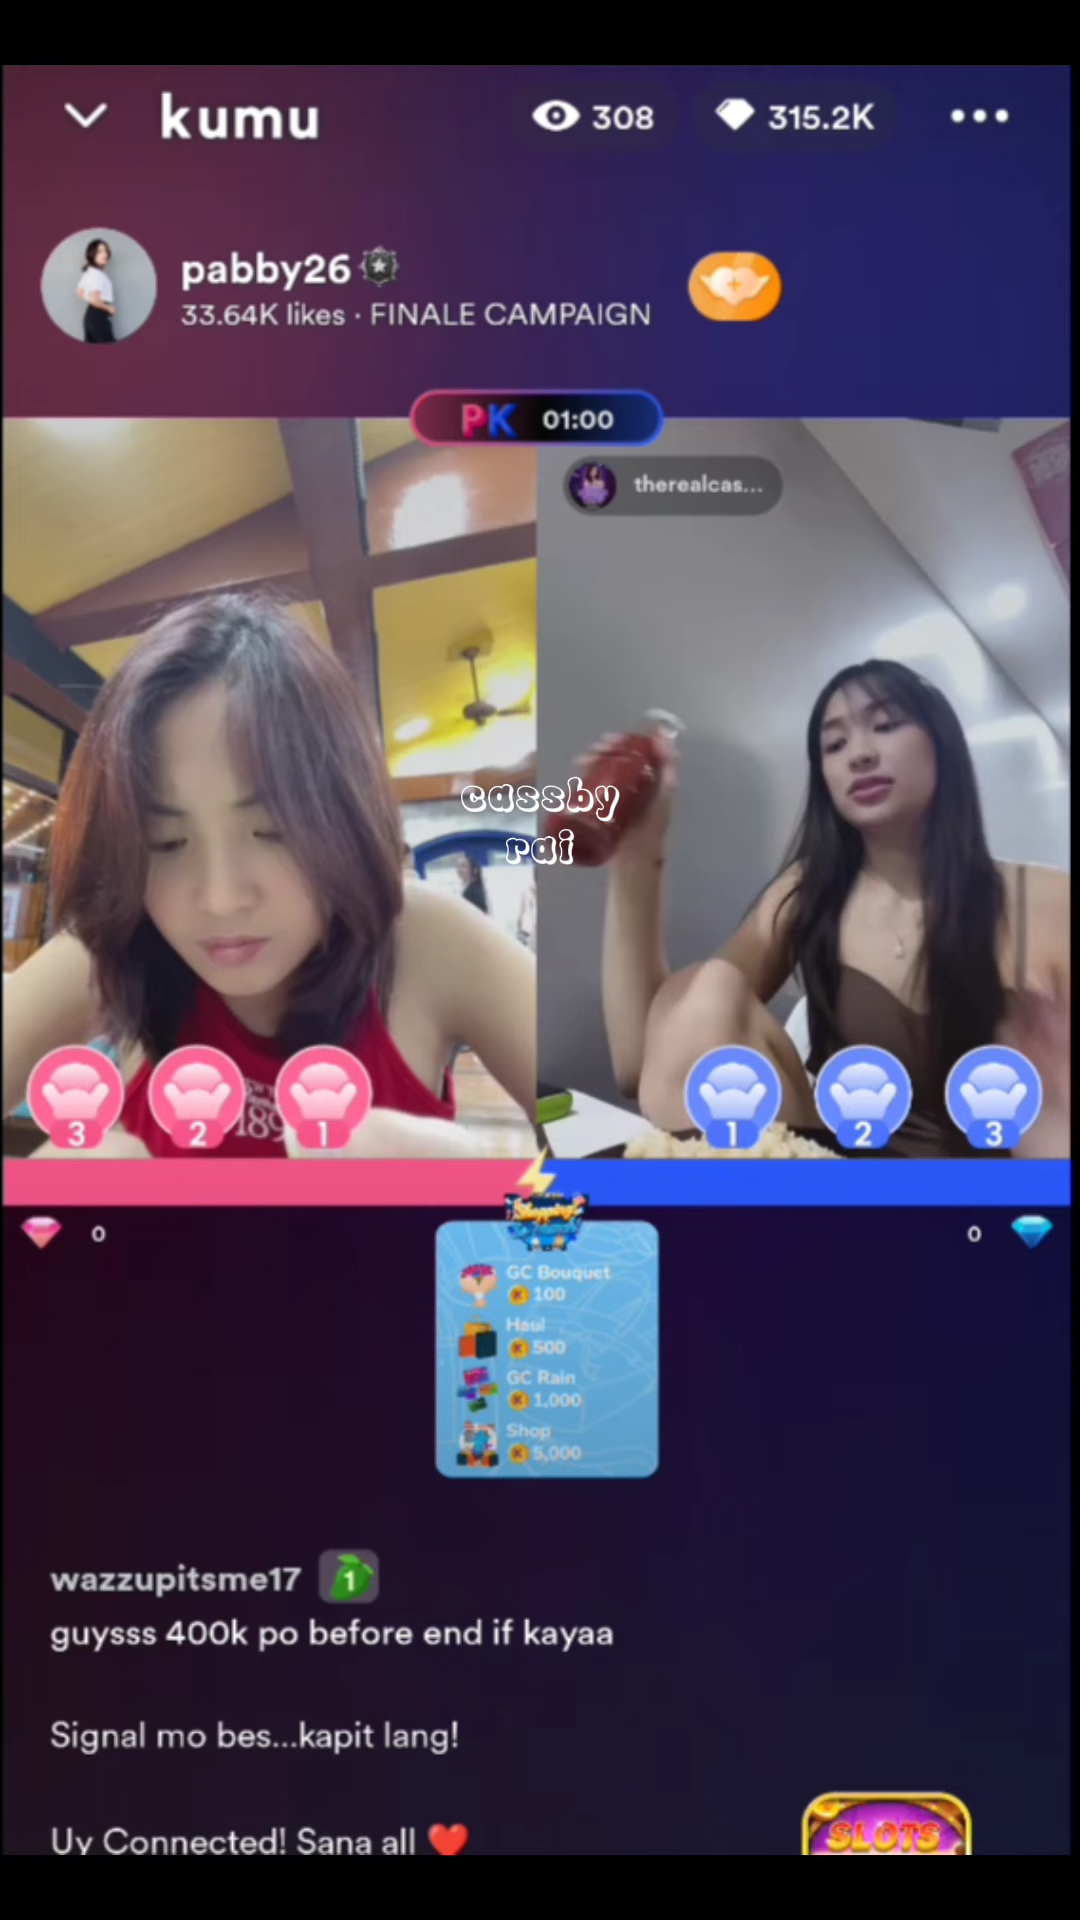 kumu
308
315.2K
pabby26
33.64K likes · FINALE CAMPAIGN
PK 01:00
therealcas...
cassby
rai
189
3
2
1
1
2
3
0
0
Shopping
GC Bouquet
100
Haul
500
GC Rain
1,000
Shop
5,000
wazzupitsme17 1
guysss 400k po before end if kayaa
Signal mo bes...kapit lang!
Uy Connected! Sana all
SLOTS